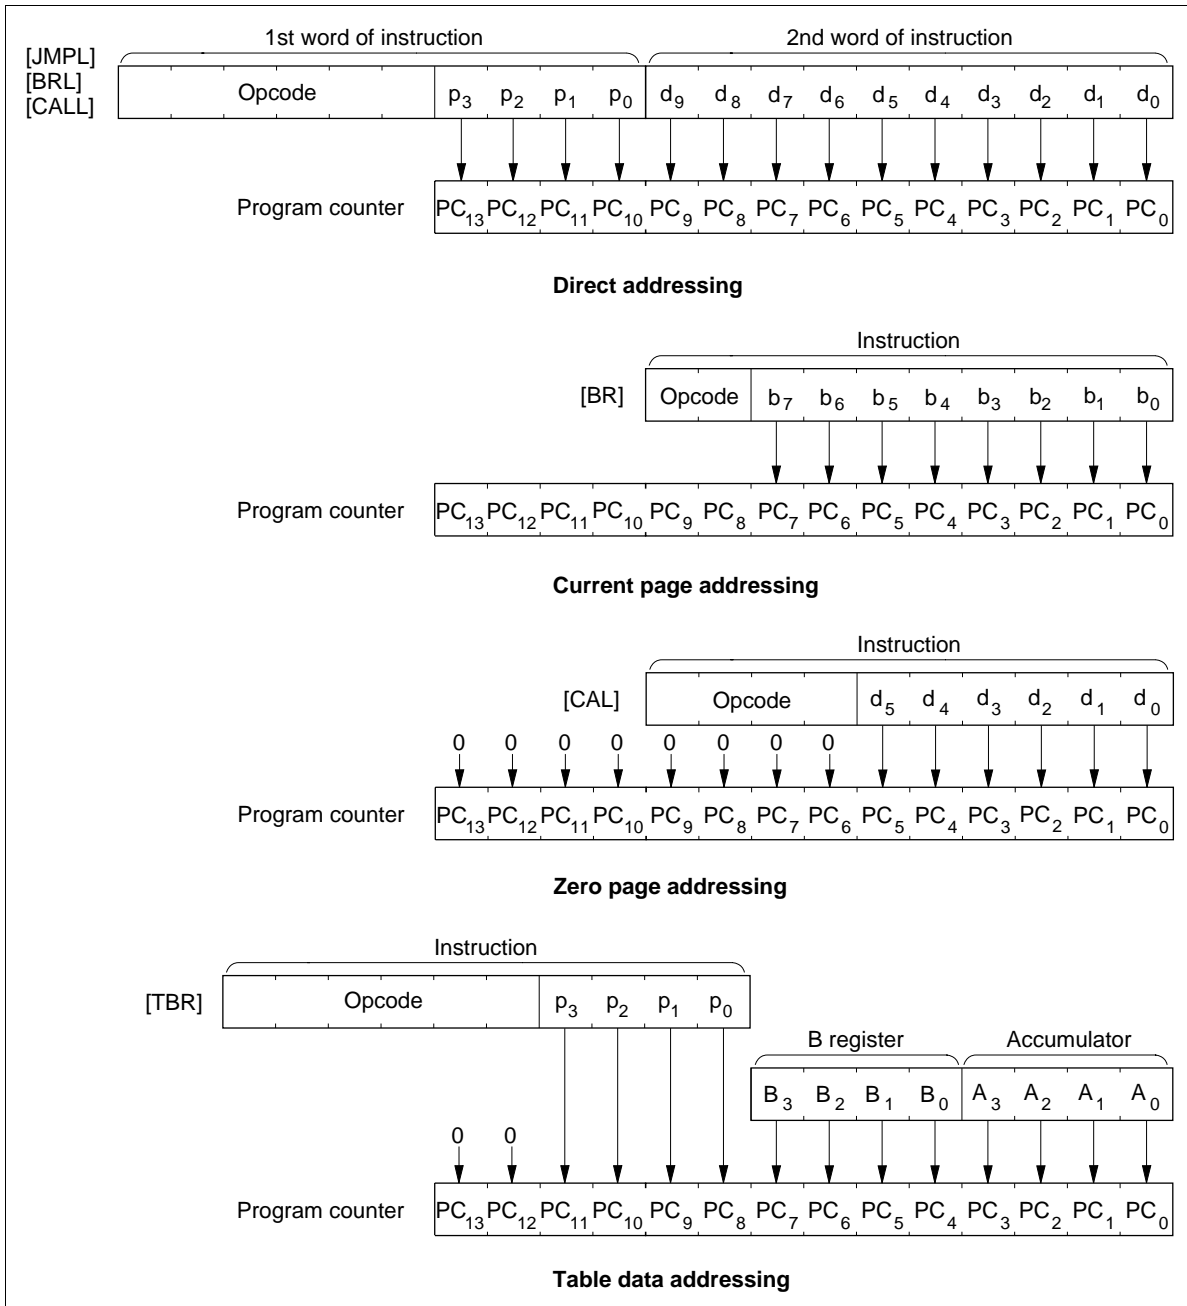 1st word of instruction 2nd word of instruction
[JMPL]
[BRL]
[CALL]
Opcode p3 p2 p1 p0 d9 d8 d7 d6 d5 d4 d3 d2 d1 d0
Program counter PC13 PC12 PC11 PC10 PC9 PC8 PC7 PC6 PC5 PC4 PC3 PC2 PC1 PC0
Direct addressing
Instruction
[BR] Opcode b7 b6 b5 b4 b3 b2 b1 b0
Program counter PC13 PC12 PC11 PC10 PC9 PC8 PC7 PC6 PC5 PC4 PC3 PC2 PC1 PC0
Current page addressing
Instruction
[CAL] Opcode d5 d4 d3 d2 d1 d0
0 0 0 0 0 0 0 0
Program counter PC13 PC12 PC11 PC10 PC9 PC8 PC7 PC6 PC5 PC4 PC3 PC2 PC1 PC0
Zero page addressing
Instruction
[TBR] Opcode p3 p2 p1 p0
B register Accumulator
B3 B2 B1 B0 A3 A2 A1 A0
0 0
Program counter PC13 PC12 PC11 PC10 PC9 PC8 PC7 PC6 PC5 PC4 PC3 PC2 PC1 PC0
Table data addressing